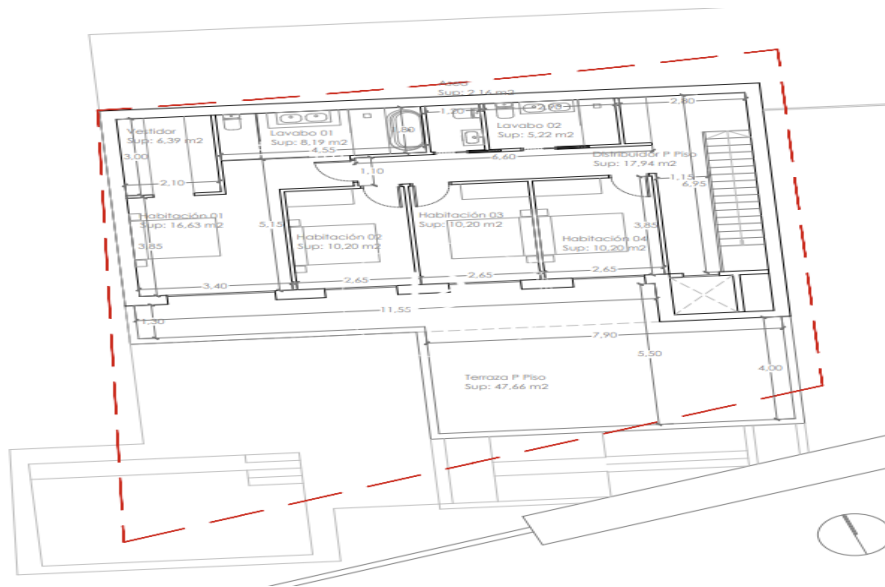 Aseo
Sup: 2,16 m2
Vestidor
Sup: 6,39 m2
Lavabo 01
Sup: 8,19 m2
4,55
1,80
1,20
Lavabo 02
Sup: 5,22 m2
2,80
3,00
2,10
1,10
6,60
Distribuidor P Piso
Sup: 17,94 m2
1,15
6,95
Habitación 01
Sup: 16,63 m2
3,85
5,15
Habitación 02
Sup: 10,20 m2
Habitación 03
Sup: 10,20 m2
Habitación 04
Sup: 10,20 m2
3,85
3,40
2,65
2,65
2,65
1,30
11,55
7,90
5,50
4,00
Terraza P Piso
Sup: 47,66 m2